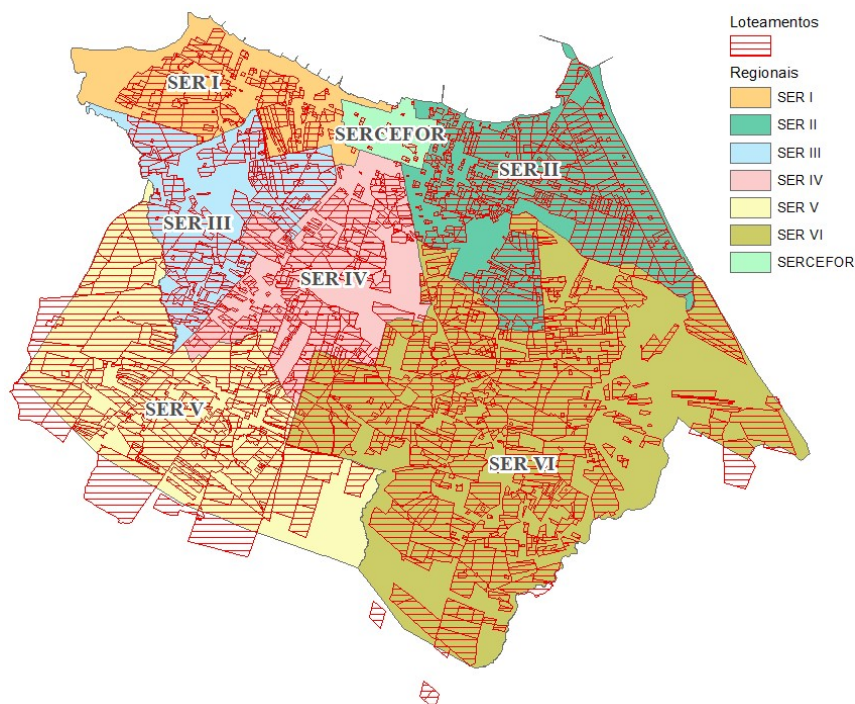 Loteamentos
Regionais
SER I
SER II
SER III
SER IV
SER V
SER VI
SERCEFOR
SER I
SERCEFOR
SER II
SER III
SER IV
SER V
SER VI